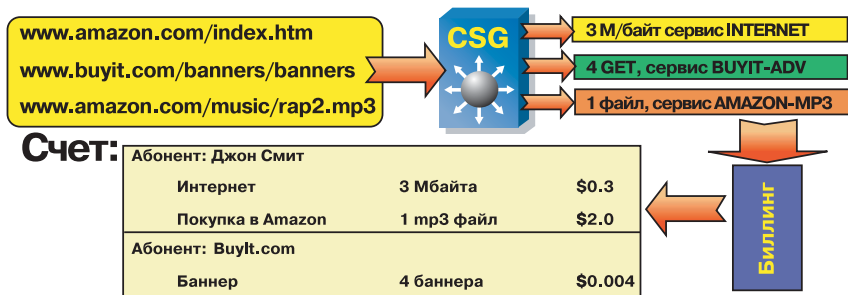 www.amazon.com/index.htm
www.buyit.com/banners/banners
www.amazon.com/music/rap2.mp3
CSG
3 М/байт сервис INTERNET
4 GET, сервис BUYIT-ADV
1 файл, сервис AMAZON-MP3
Счет:
Абонент: Джон Смит
Интернет 3 Мбайта $0.3
Покупка в Amazon 1 mp3 файл $2.0
Абонент: BuyIt.com
Баннер 4 баннера $0.004
Биллинг